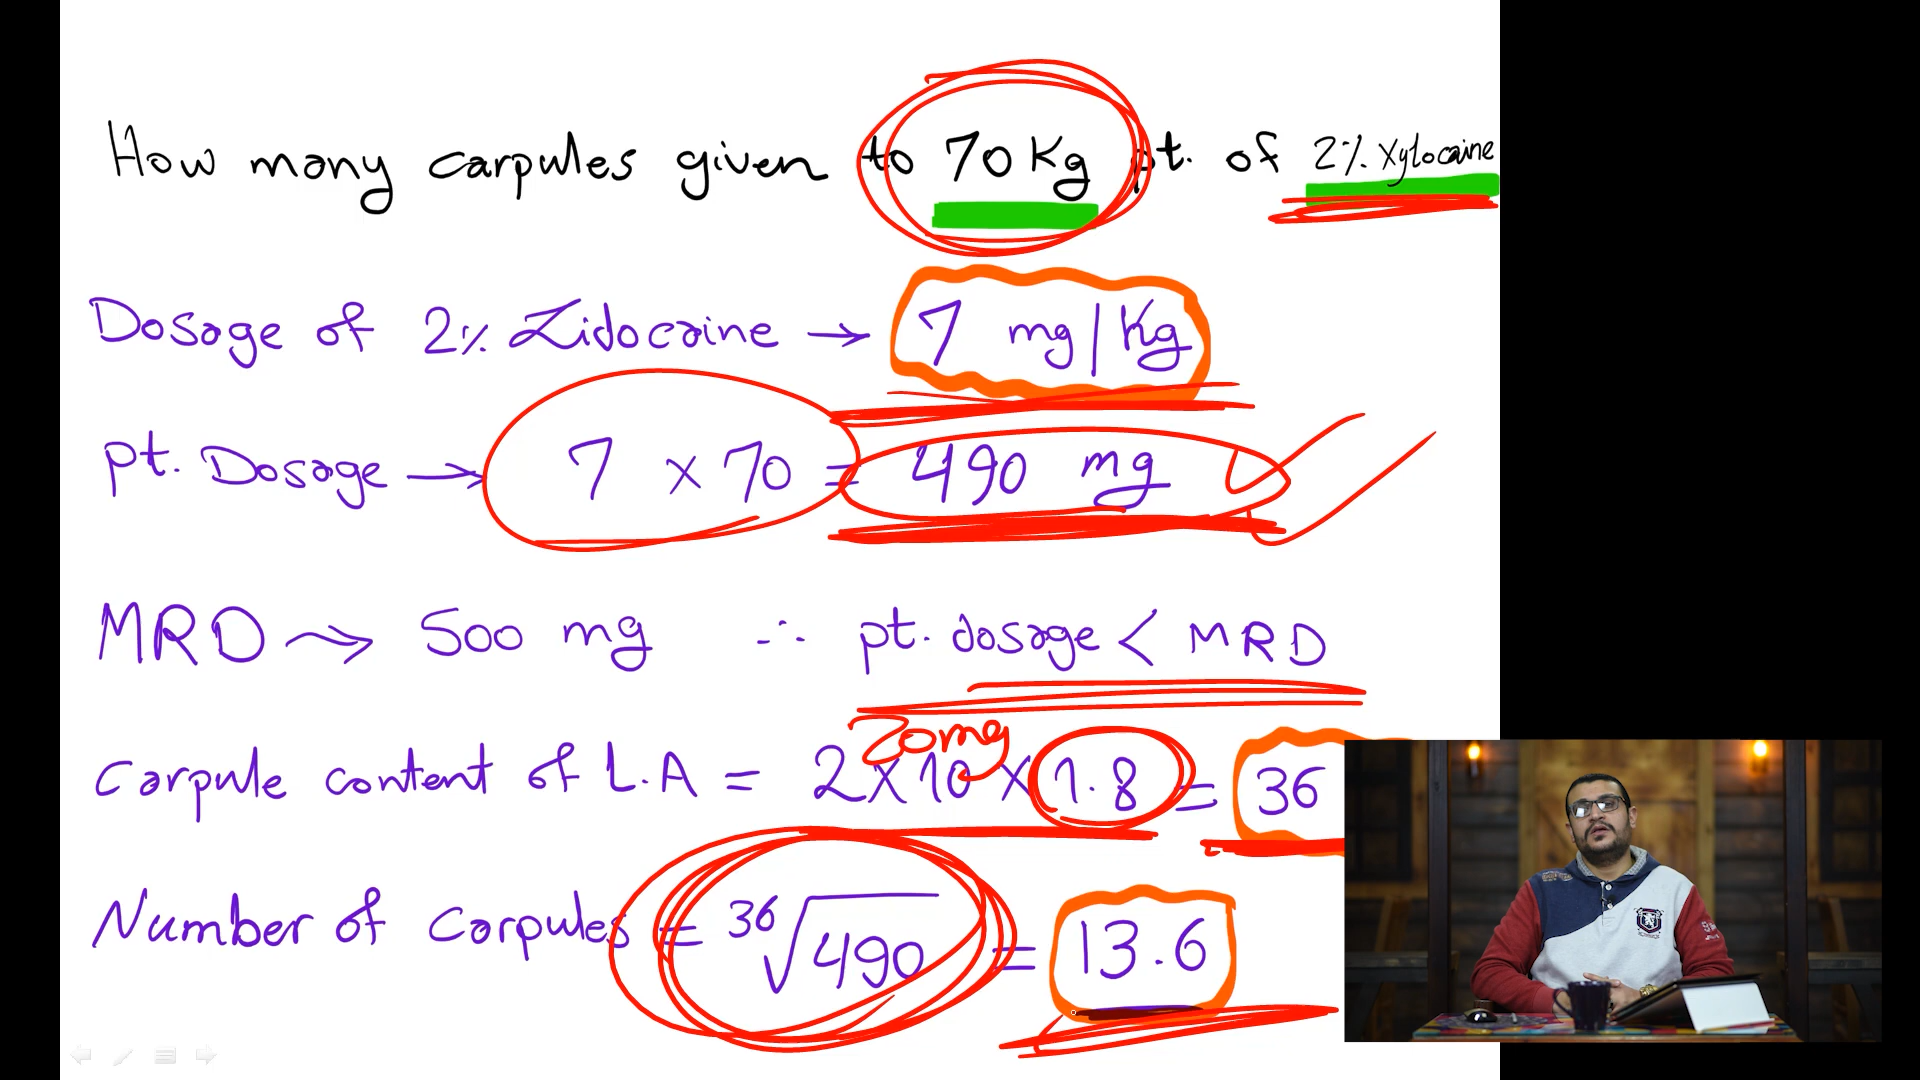 How many carpules given to 70 Kg pt. of 2% Xylocaine
Dosage of 2% Lidocaine → 7 mg/Kg
pt. Dosage → 7 x 70 = 490 mg
MRD → 500 mg ∴ pt. dosage < MRD
20mg
Carpule content of L.A = 2 x 10 x 1.8 = 36
Number of carpules = 36√490 = 13.6